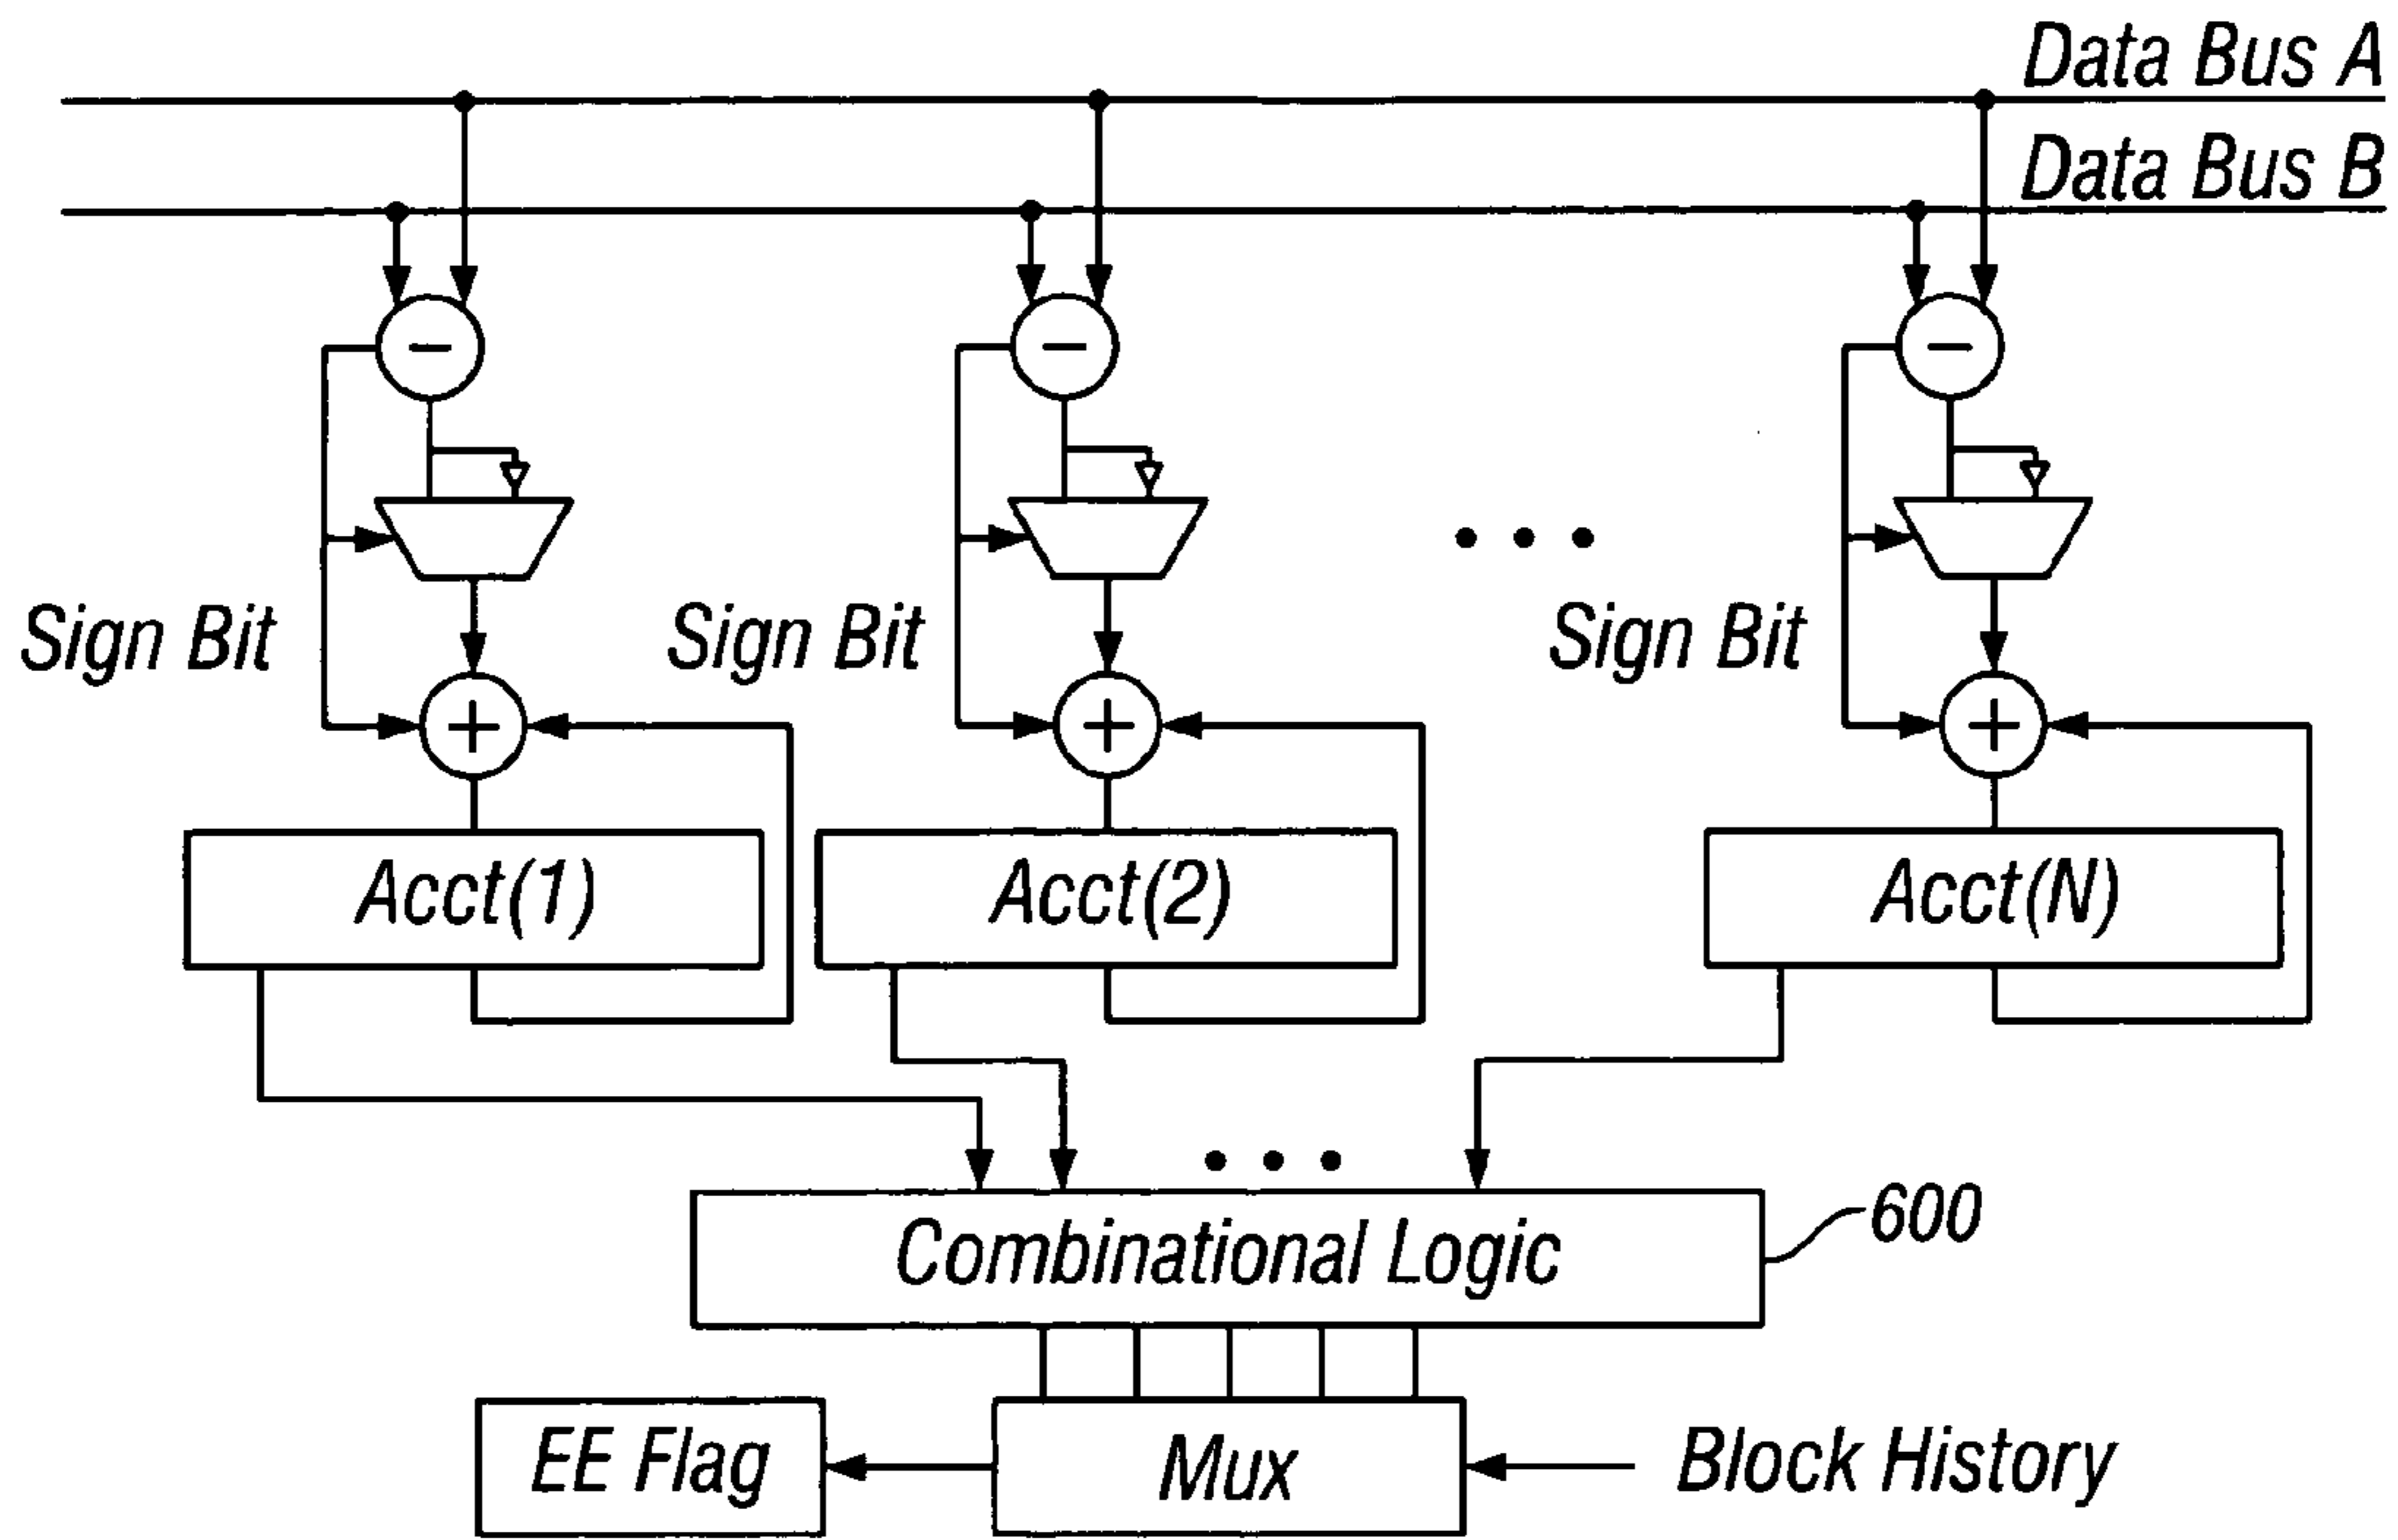 Data Bus A
Data Bus B
−
−
−
Sign Bit
Sign Bit
Sign Bit
+
+
+
Acct(1)
Acct(2)
Acct(N)
Combinational Logic
600
EE Flag
Mux
Block History